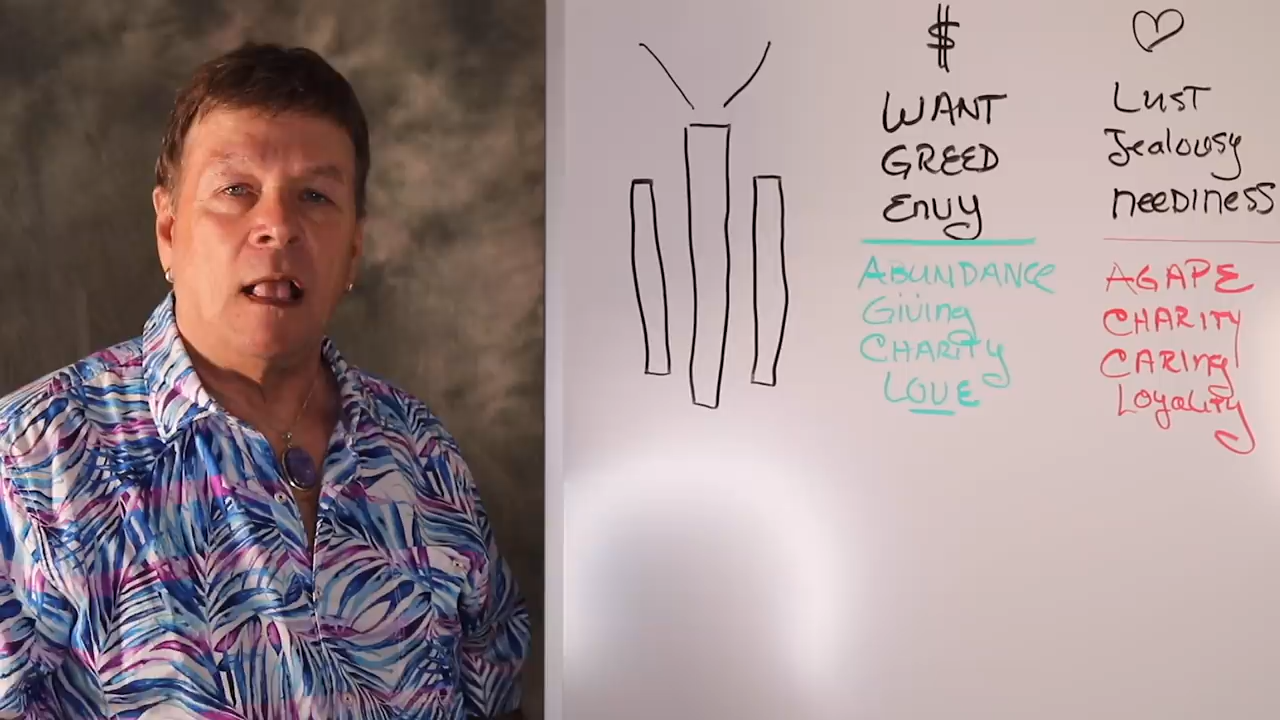 $
WANT
GREED
Envy
ABUNDANCE
Giving
CHARITY
LOVE
LUST
Jealousy
NEEDINESS
AGAPE
CHARITY
CARING
Loyality